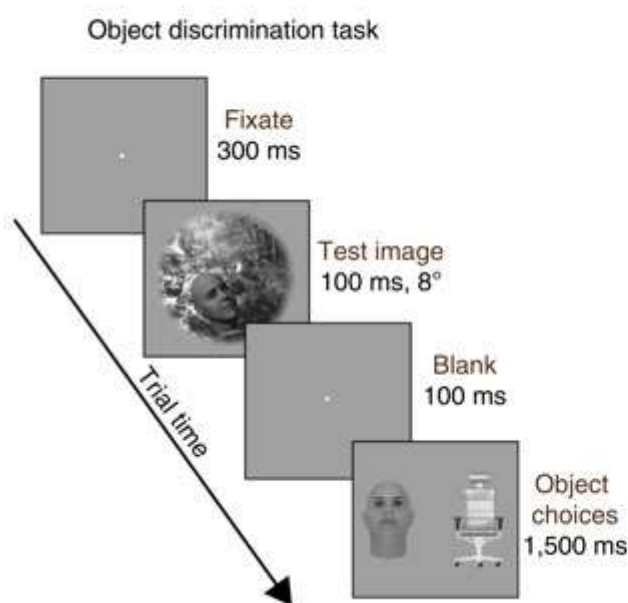 Object discrimination task
Fixate
300 ms
Test image
100 ms, 8°
Blank
100 ms
Trial time
Object
choices
1,500 ms